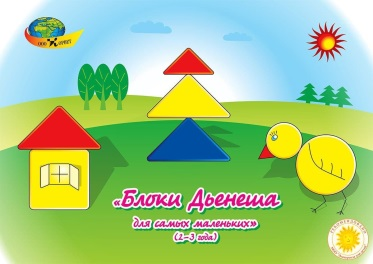 «Блоки Дьенеша
для самых маленьких»
(2-3 года)